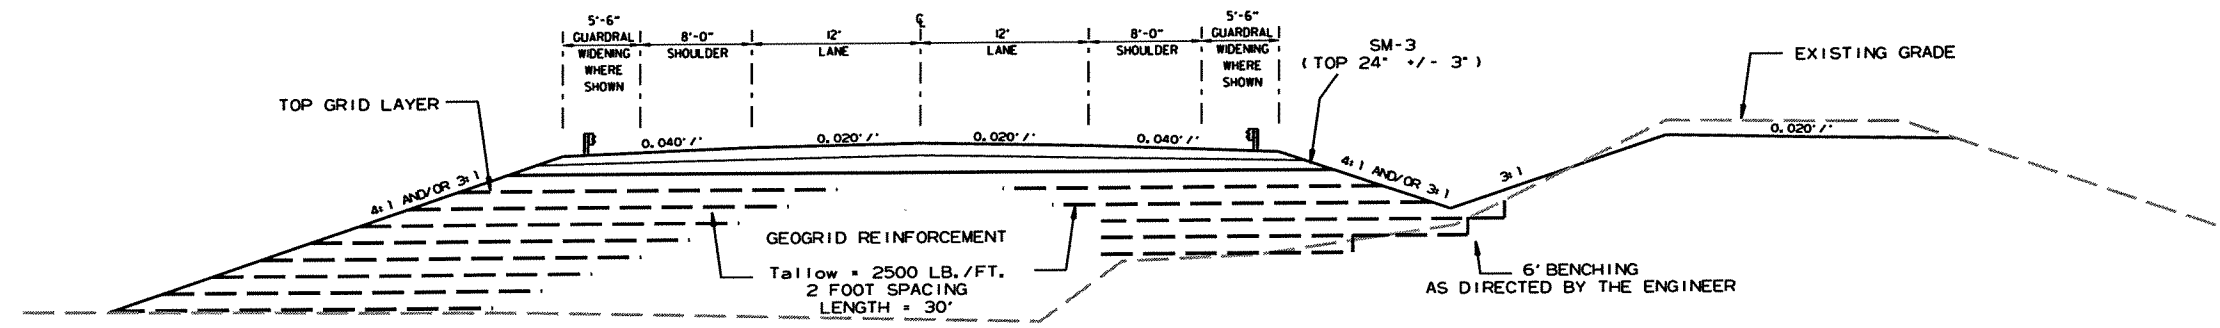 5'-6"
GUARDRAL
WIDENING
WHERE
SHOWN
8'-0"
SHOULDER
12'
LANE
℄
12'
LANE
8'-0"
SHOULDER
5'-6"
GUARDRAL
WIDENING
WHERE
SHOWN
SM-3
(TOP 24" +/- 3")
EXISTING GRADE
TOP GRID LAYER
0.040'/'
0.020'/'
0.020'/'
0.040'/'
0.020'/'
4:1 AND/OR 3:1
4:1 AND/OR 3:1
3:1
GEOGRID REINFORCEMENT
Tallow = 2500 LB./FT.
2 FOOT SPACING
LENGTH = 30'
6' BENCHING
AS DIRECTED BY THE ENGINEER